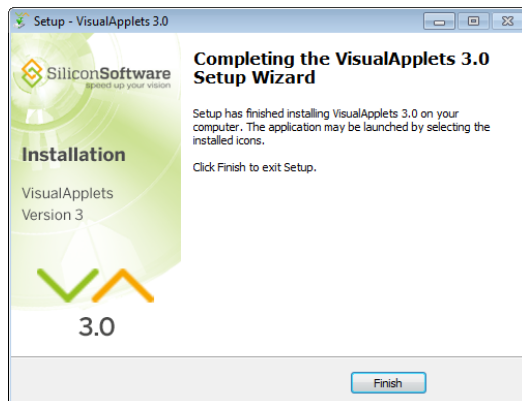 Setup - VisualApplets 3.0
SiliconSoftware
speed up your vision
Installation
VisualApplets
Version 3
3.0
Completing the VisualApplets 3.0
Setup Wizard
Setup has finished installing VisualApplets 3.0 on your
computer. The application may be launched by selecting the
installed icons.
Click Finish to exit Setup.
Finish